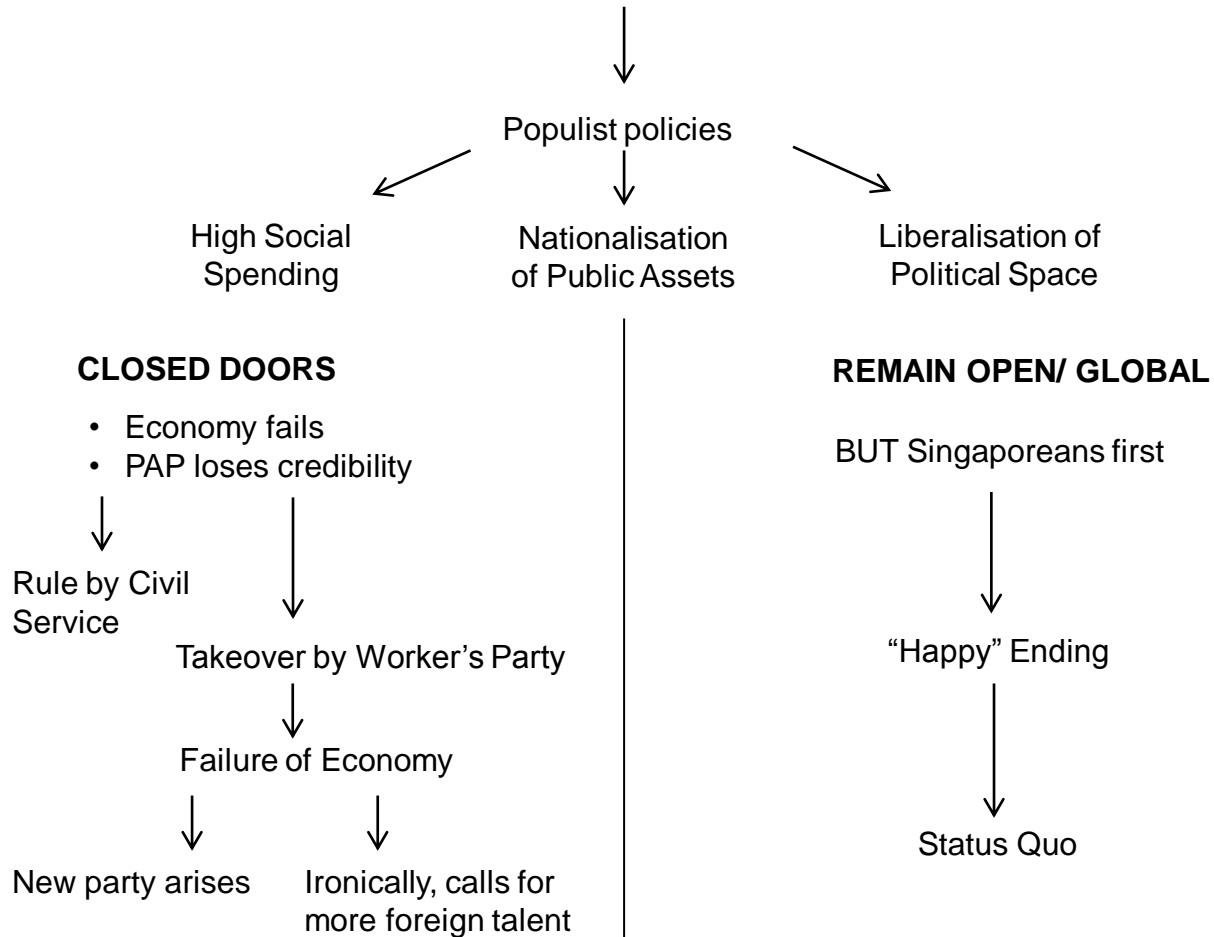 Populist policies
High Social
Spending
Nationalisation
of Public Assets
Liberalisation of
Political Space
CLOSED DOORS
• Economy fails
• PAP loses credibility
Rule by Civil
Service
Takeover by Worker's Party
Failure of Economy
New party arises
Ironically, calls for
more foreign talent
REMAIN OPEN/ GLOBAL
BUT Singaporeans first
“Happy” Ending
Status Quo